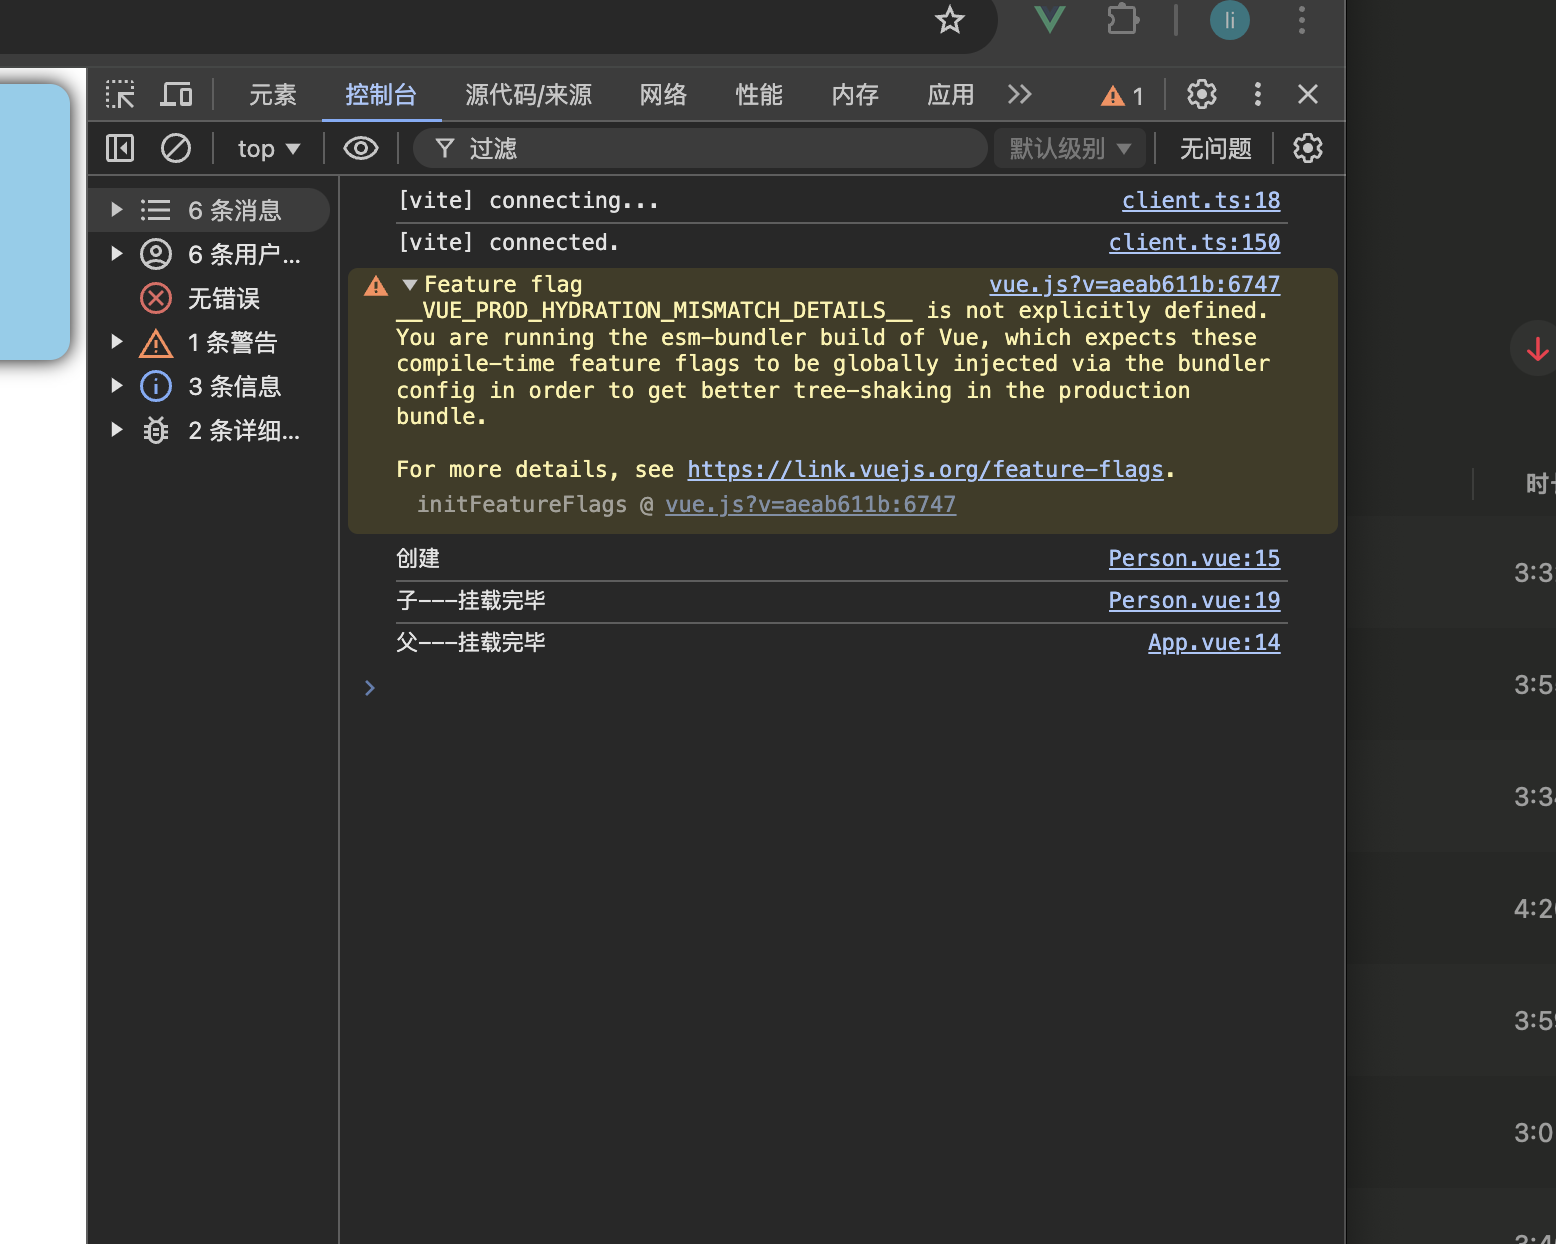 li
元素 控制台 源代码/来源 网络 性能 内存 应用 1
top 过滤 默认级别 无问题
6 条消息
6 条用户...
无错误
1 条警告
3 条信息
2 条详细...
[vite] connecting... client.ts:18
[vite] connected. client.ts:150
Feature flag vue.js?v=aeab611b:6747
__VUE_PROD_HYDRATION_MISMATCH_DETAILS__ is not explicitly defined.
You are running the esm-bundler build of Vue, which expects these
compile-time feature flags to be globally injected via the bundler
config in order to get better tree-shaking in the production
bundle.
For more details, see https://link.vuejs.org/feature-flags.
initFeatureFlags @ vue.js?v=aeab611b:6747
创建 Person.vue:15
子---挂载完毕 Person.vue:19
父---挂载完毕 App.vue:14
时
3:3
3:5
3:3
4:2
3:5
3:0